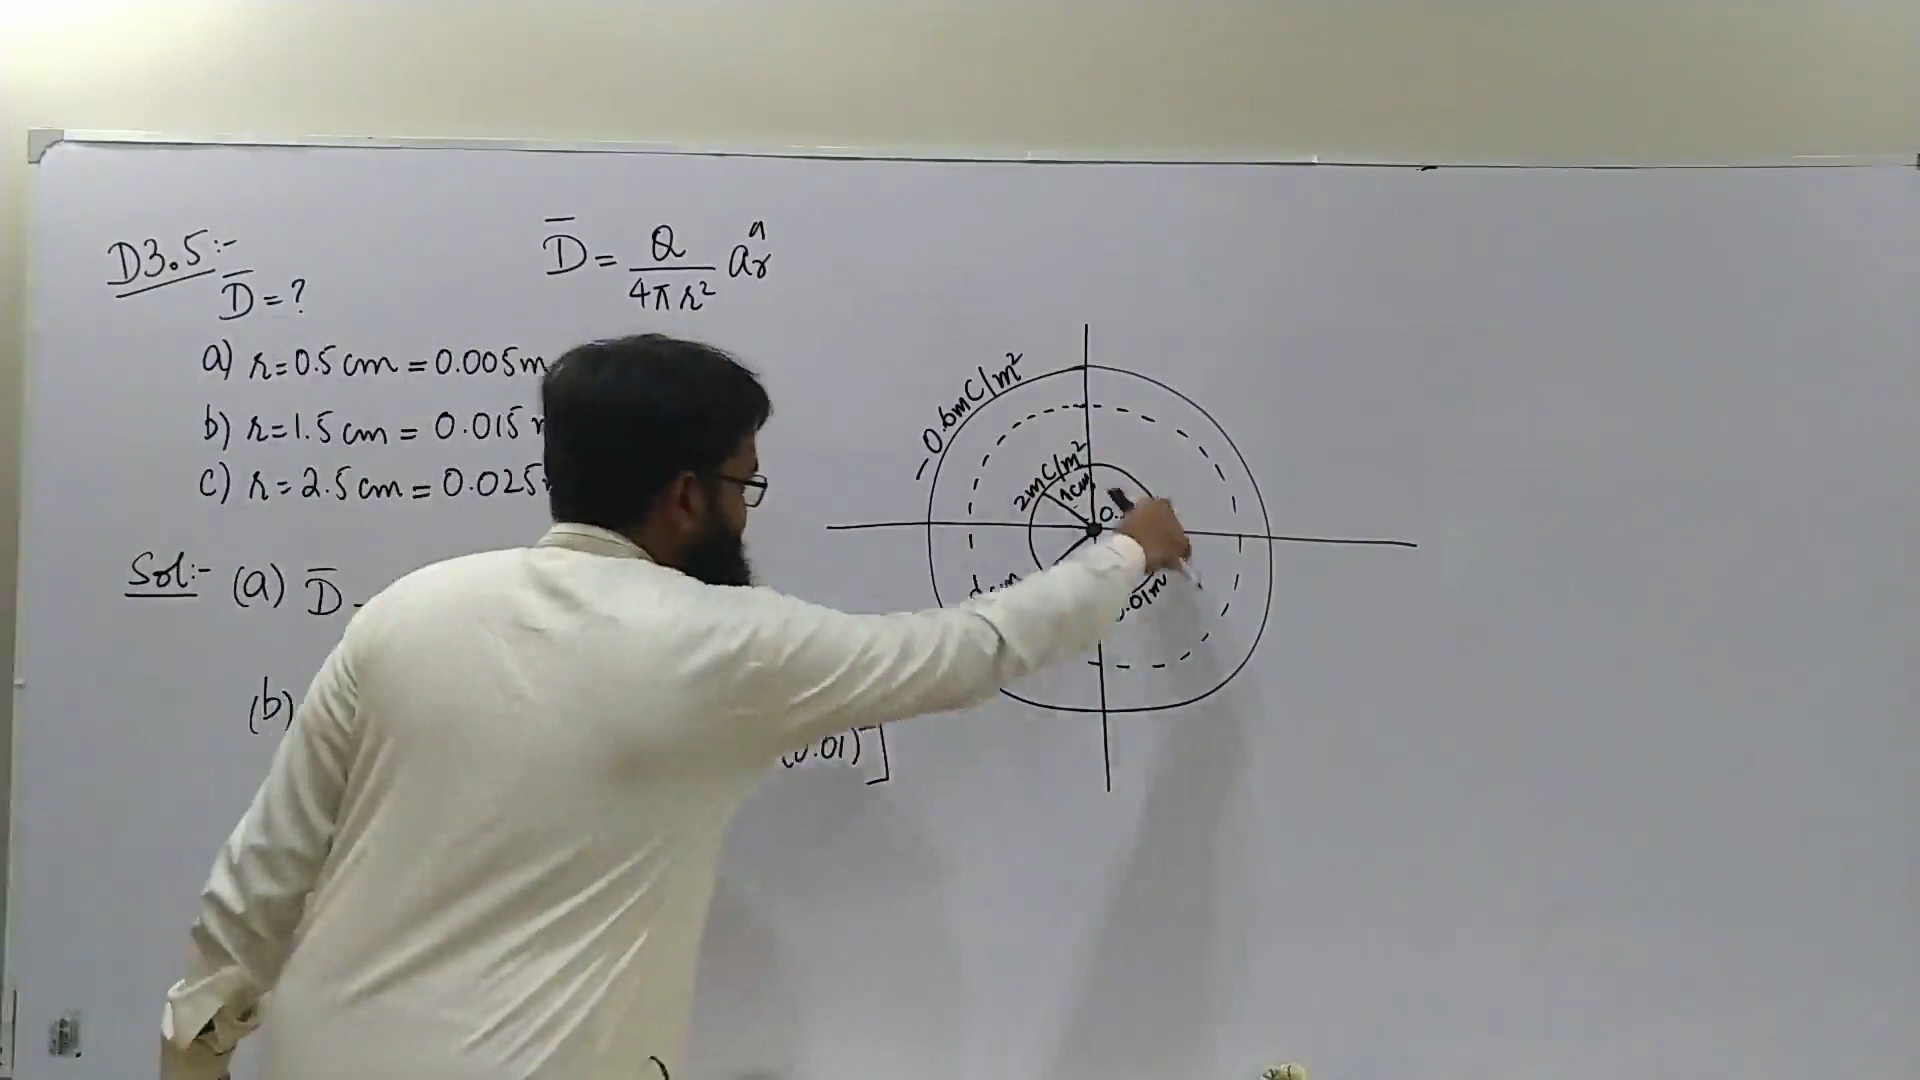 D3.5:-
D̄ = ?
D̄ = Q / 4πr² âr
a) r = 0.5 cm = 0.005m
b) r = 1.5 cm = 0.015
c) r = 2.5 cm = 0.025
Sol:- (a) D̄
(b)
0.01)]
-0.6mC/m²
2mC/m²
1cm
0.
.01m